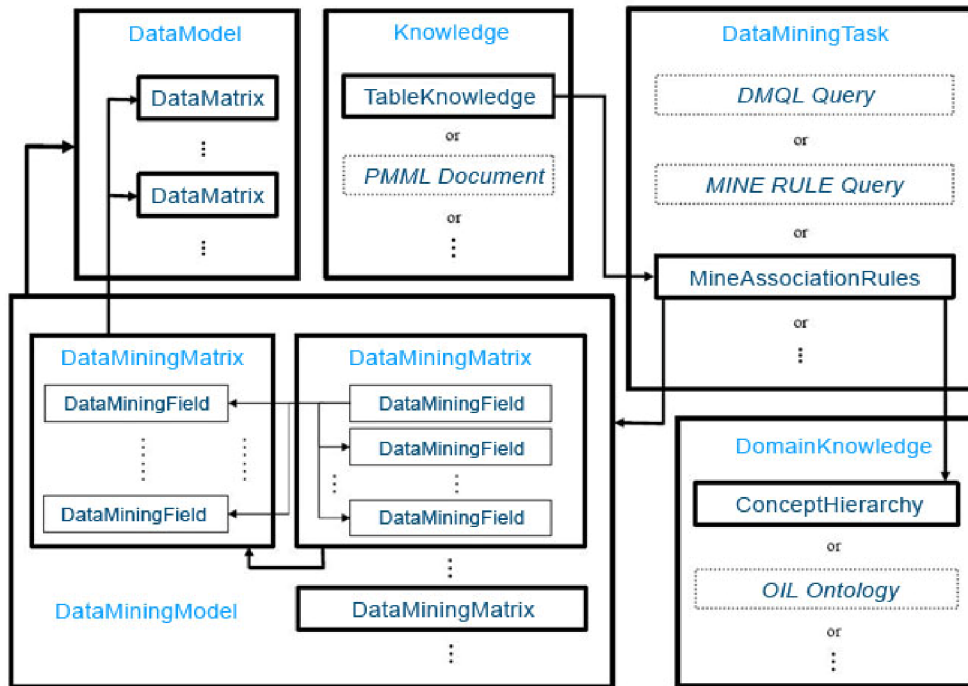 DataModel
DataMatrix
DataMatrix
Knowledge
TableKnowledge
or
PMML Document
or
DataMiningTask
DMQL Query
or
MINE RULE Query
or
MineAssociationRules
or
DataMiningMatrix
DataMiningField
DataMiningField
DataMiningMatrix
DataMiningField
DataMiningField
DataMiningField
DataMiningModel
DataMiningMatrix
DomainKnowledge
ConceptHierarchy
or
OIL Ontology
or